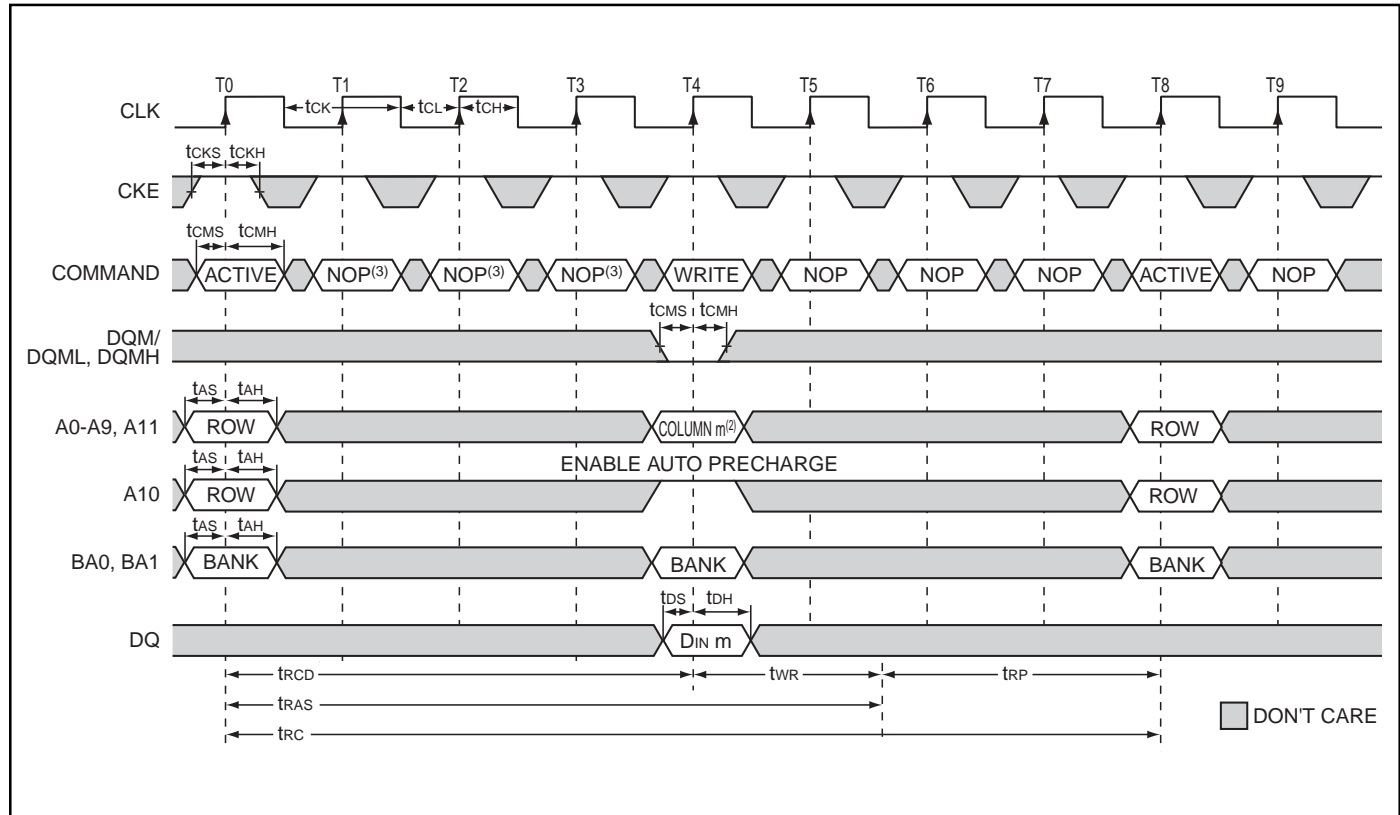 T0 T1 T2 T3 T4 T5 T6 T7 T8 T9
CLK tCK tCL tCH
tCKS tCKH
CKE
tCMS tCMH
COMMAND ACTIVE NOP(3) NOP(3) NOP(3) WRITE NOP NOP NOP ACTIVE NOP
tCMS tCMH
DQM/
DQML, DQMH
tAS tAH
A0-A9, A11 ROW COLUMN m(2) ROW
tAS tAH ENABLE AUTO PRECHARGE
A10 ROW ROW
tAS tAH
BA0, BA1 BANK BANK BANK
tDS tDH
DQ DIN m
tRCD tWR tRP
tRAS
DON'T CARE
tRC